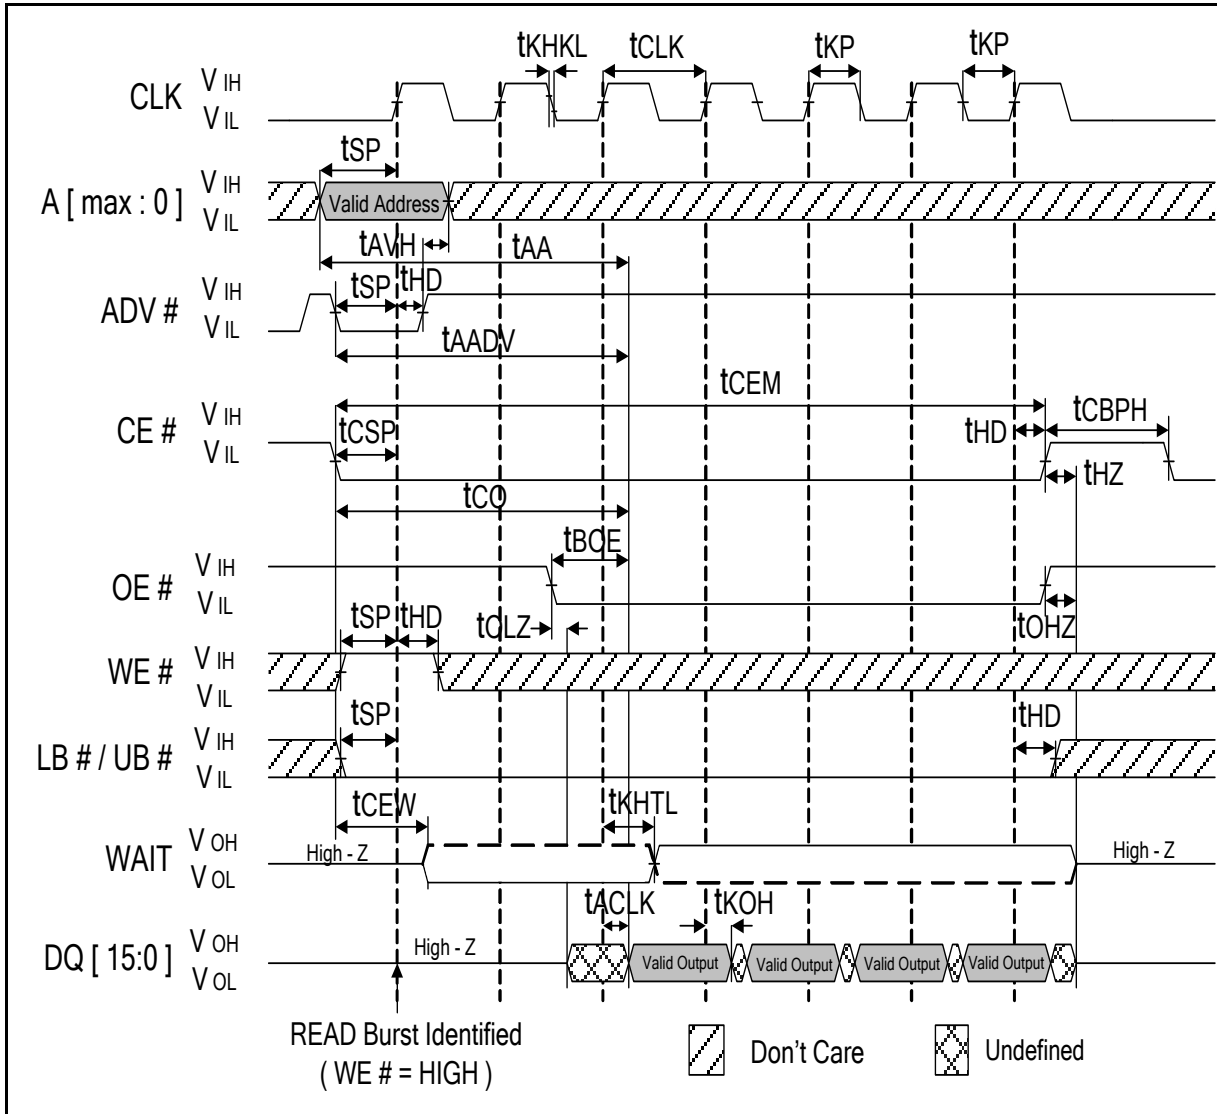 tKHKL tCLK tKP tKP
CLK V IH
V IL
tSP
A [ max : 0 ] V IH
V IL
Valid Address
tAVH tAA
ADV # V IH
V IL
tSP tHD
tAADV
tCEM
CE # V IH
V IL
tCSP tHD tCBPH
tHZ
tCO
tBOE
OE # V IH
V IL
tSP tHD tOLZ tOHZ
WE # V IH
V IL
tSP tHD
LB # / UB # V IH
V IL
tCEW tKHTL
WAIT V OH
V OL
High - Z High - Z
tACLK tKOH
DQ [ 15:0 ] V OH
V OL
High - Z
Valid Output Valid Output Valid Output Valid Output
READ Burst Identified
( WE # = HIGH )
Don't Care Undefined